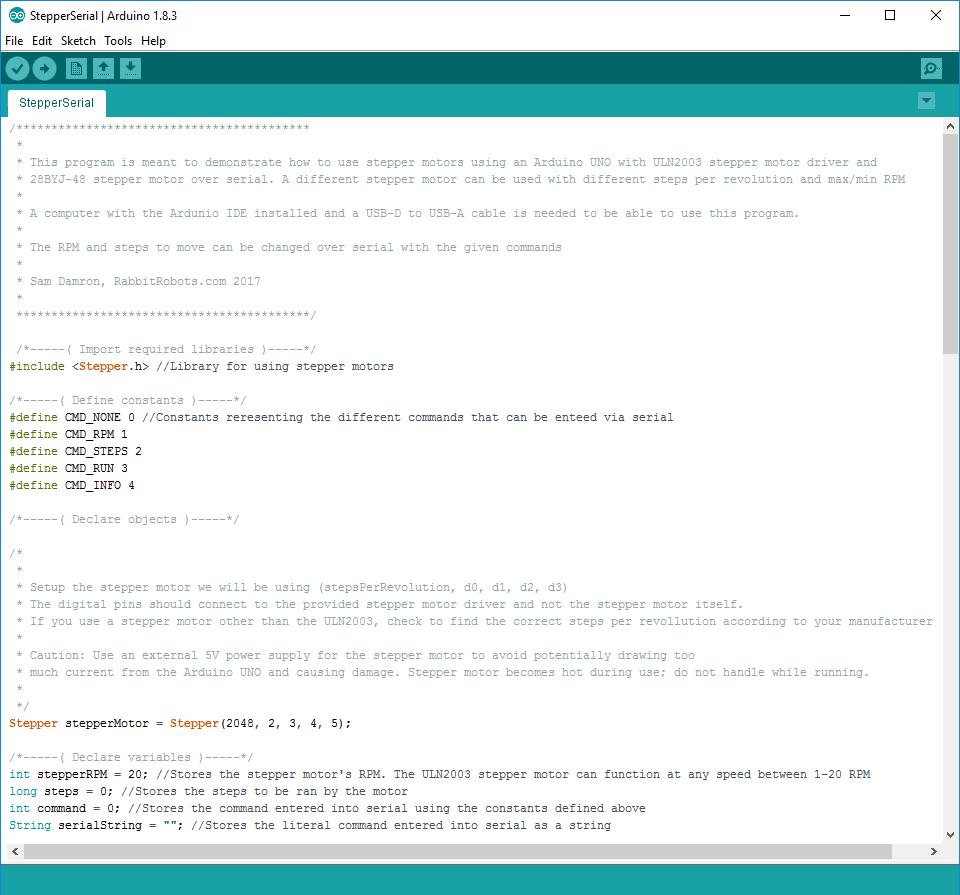 StepperSerial | Arduino 1.8.3
File Edit Sketch Tools Help
StepperSerial
/******************************************
*
* This program is meant to demonstrate how to use stepper motors using an Arduino UNO with ULN2003 stepper motor driver and
* 28BYJ-48 stepper motor over serial. A different stepper motor can be used with different steps per revolution and max/min RPM
*
* A computer with the Ardunio IDE installed and a USB-D to USB-A cable is needed to be able to use this program.
*
* The RPM and steps to move can be changed over serial with the given commands
*
* Sam Damron, RabbitRobots.com 2017
*
******************************************/
/*-----( Import required libraries )-----*/
#include <Stepper.h> //Library for using stepper motors
/*-----( Define constants )-----*/
#define CMD_NONE 0 //Constants reresenting the different commands that can be enteed via serial
#define CMD_RPM 1
#define CMD_STEPS 2
#define CMD_RUN 3
#define CMD_INFO 4
/*-----( Declare objects )-----*/
/*
*
* Setup the stepper motor we will be using (stepsPerRevolution, d0, d1, d2, d3)
* The digital pins should connect to the provided stepper motor driver and not the stepper motor itself.
* If you use a stepper motor other than the ULN2003, check to find the correct steps per revollution according to your manufacturer
*
* Caution: Use an external 5V power supply for the stepper motor to avoid potentially drawing too
* much current from the Arduino UNO and causing damage. Stepper motor becomes hot during use; do not handle while running.
*
*/
Stepper stepperMotor = Stepper(2048, 2, 3, 4, 5);
/*-----( Declare variables )-----*/
int stepperRPM = 20; //Stores the stepper motor's RPM. The ULN2003 stepper motor can function at any speed between 1-20 RPM
long steps = 0; //Stores the steps to be ran by the motor
int command = 0; //Stores the command entered into serial using the constants defined above
String serialString = ""; //Stores the literal command entered into serial as a string